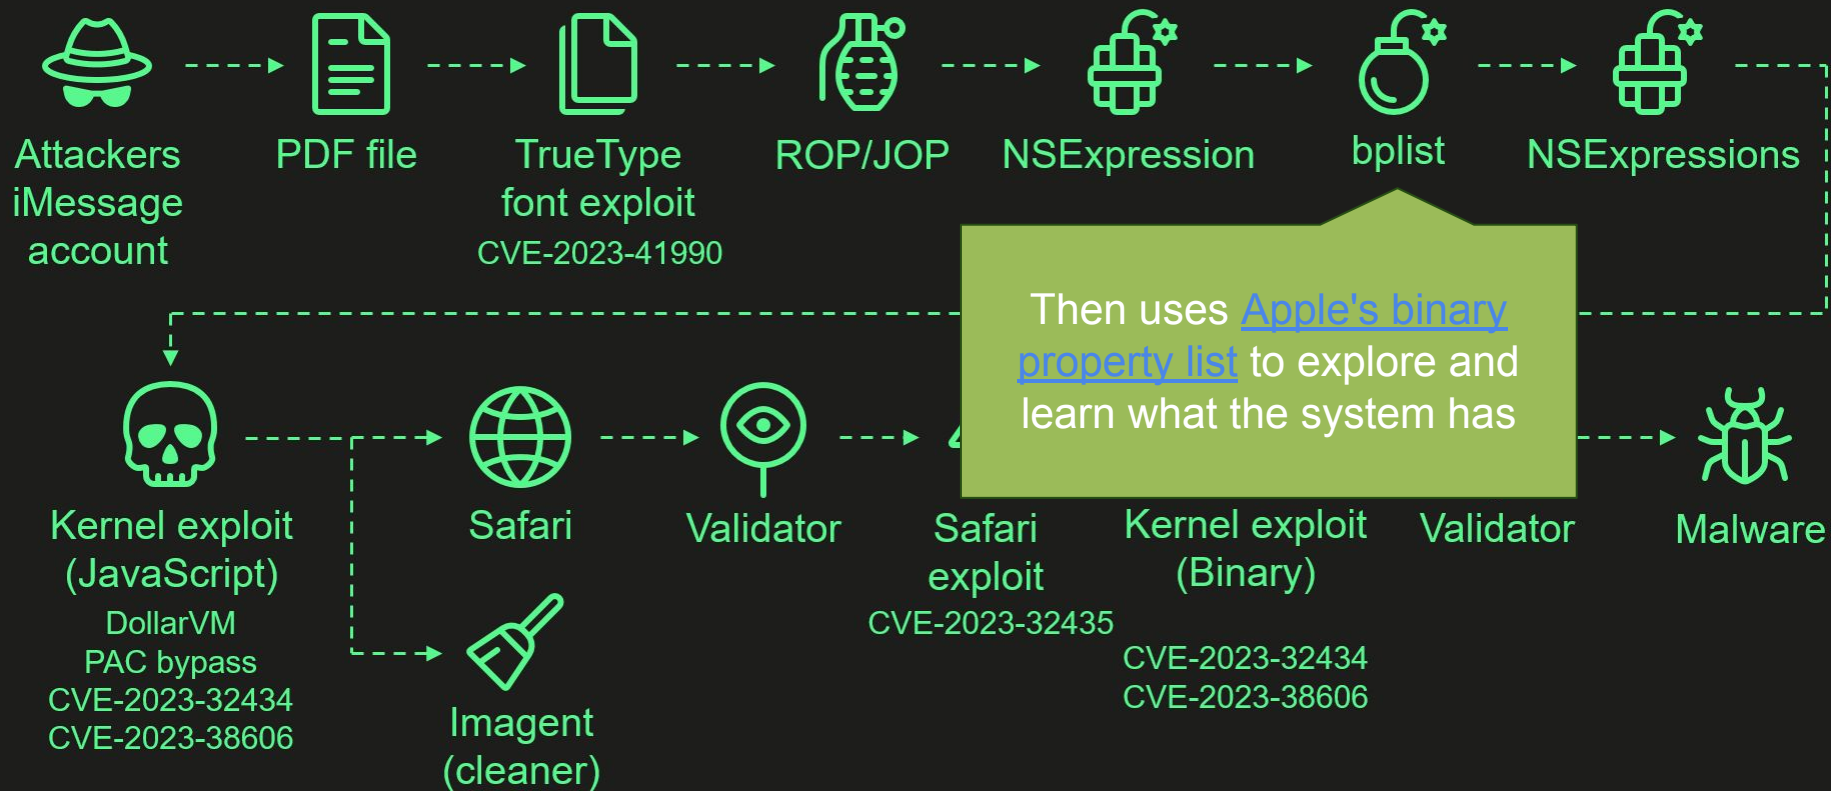 Attackers
iMessage
account
PDF file
TrueType
font exploit
CVE-2023-41990
ROP/JOP
NSExpression
bplist
NSExpressions
Then uses Apple's binary
property list to explore and
learn what the system has
Kernel exploit
(JavaScript)
DollarVM
PAC bypass
CVE-2023-32434
CVE-2023-38606
Safari
Imagent
(cleaner)
Validator
Safari
exploit
CVE-2023-32435
Kernel exploit
(Binary)
CVE-2023-32434
CVE-2023-38606
Validator
Malware